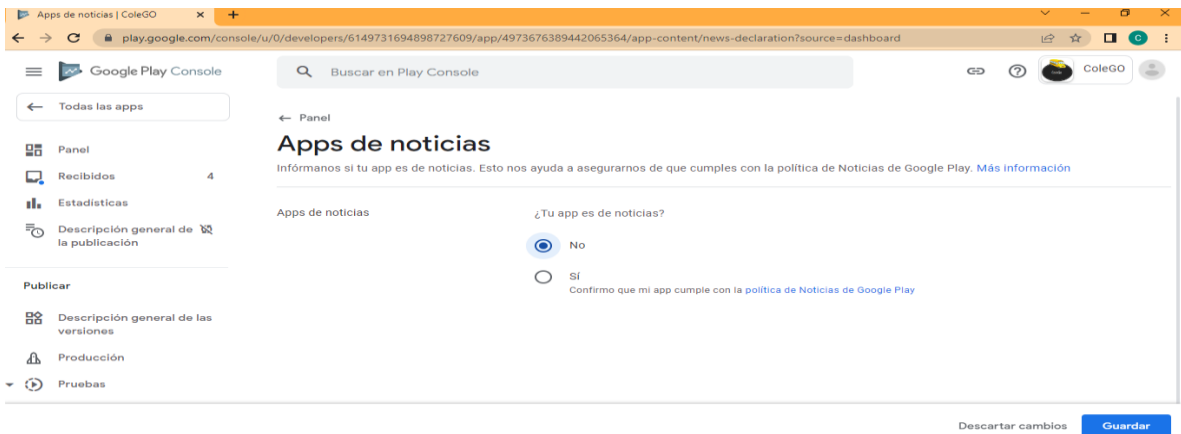 Apps de noticias | ColeGO
play.google.com/console/u/0/developers/6149731694898727609/app/4973676389442065364/app-content/news-declaration?source=dashboard
C
Google Play Console
Buscar en Play Console
ColeGO
Todas las apps
Panel
Recibidos 4
Estadísticas
Descripción general de
la publicación
Publicar
Descripción general de las
versiones
Producción
Pruebas
← Panel
Apps de noticias
Infórmanos si tu app es de noticias. Esto nos ayuda a asegurarnos de que cumples con la política de Noticias de Google Play. Más información
Apps de noticias
¿Tu app es de noticias?
No
Sí
Confirmo que mi app cumple con la política de Noticias de Google Play
Descartar cambios
Guardar